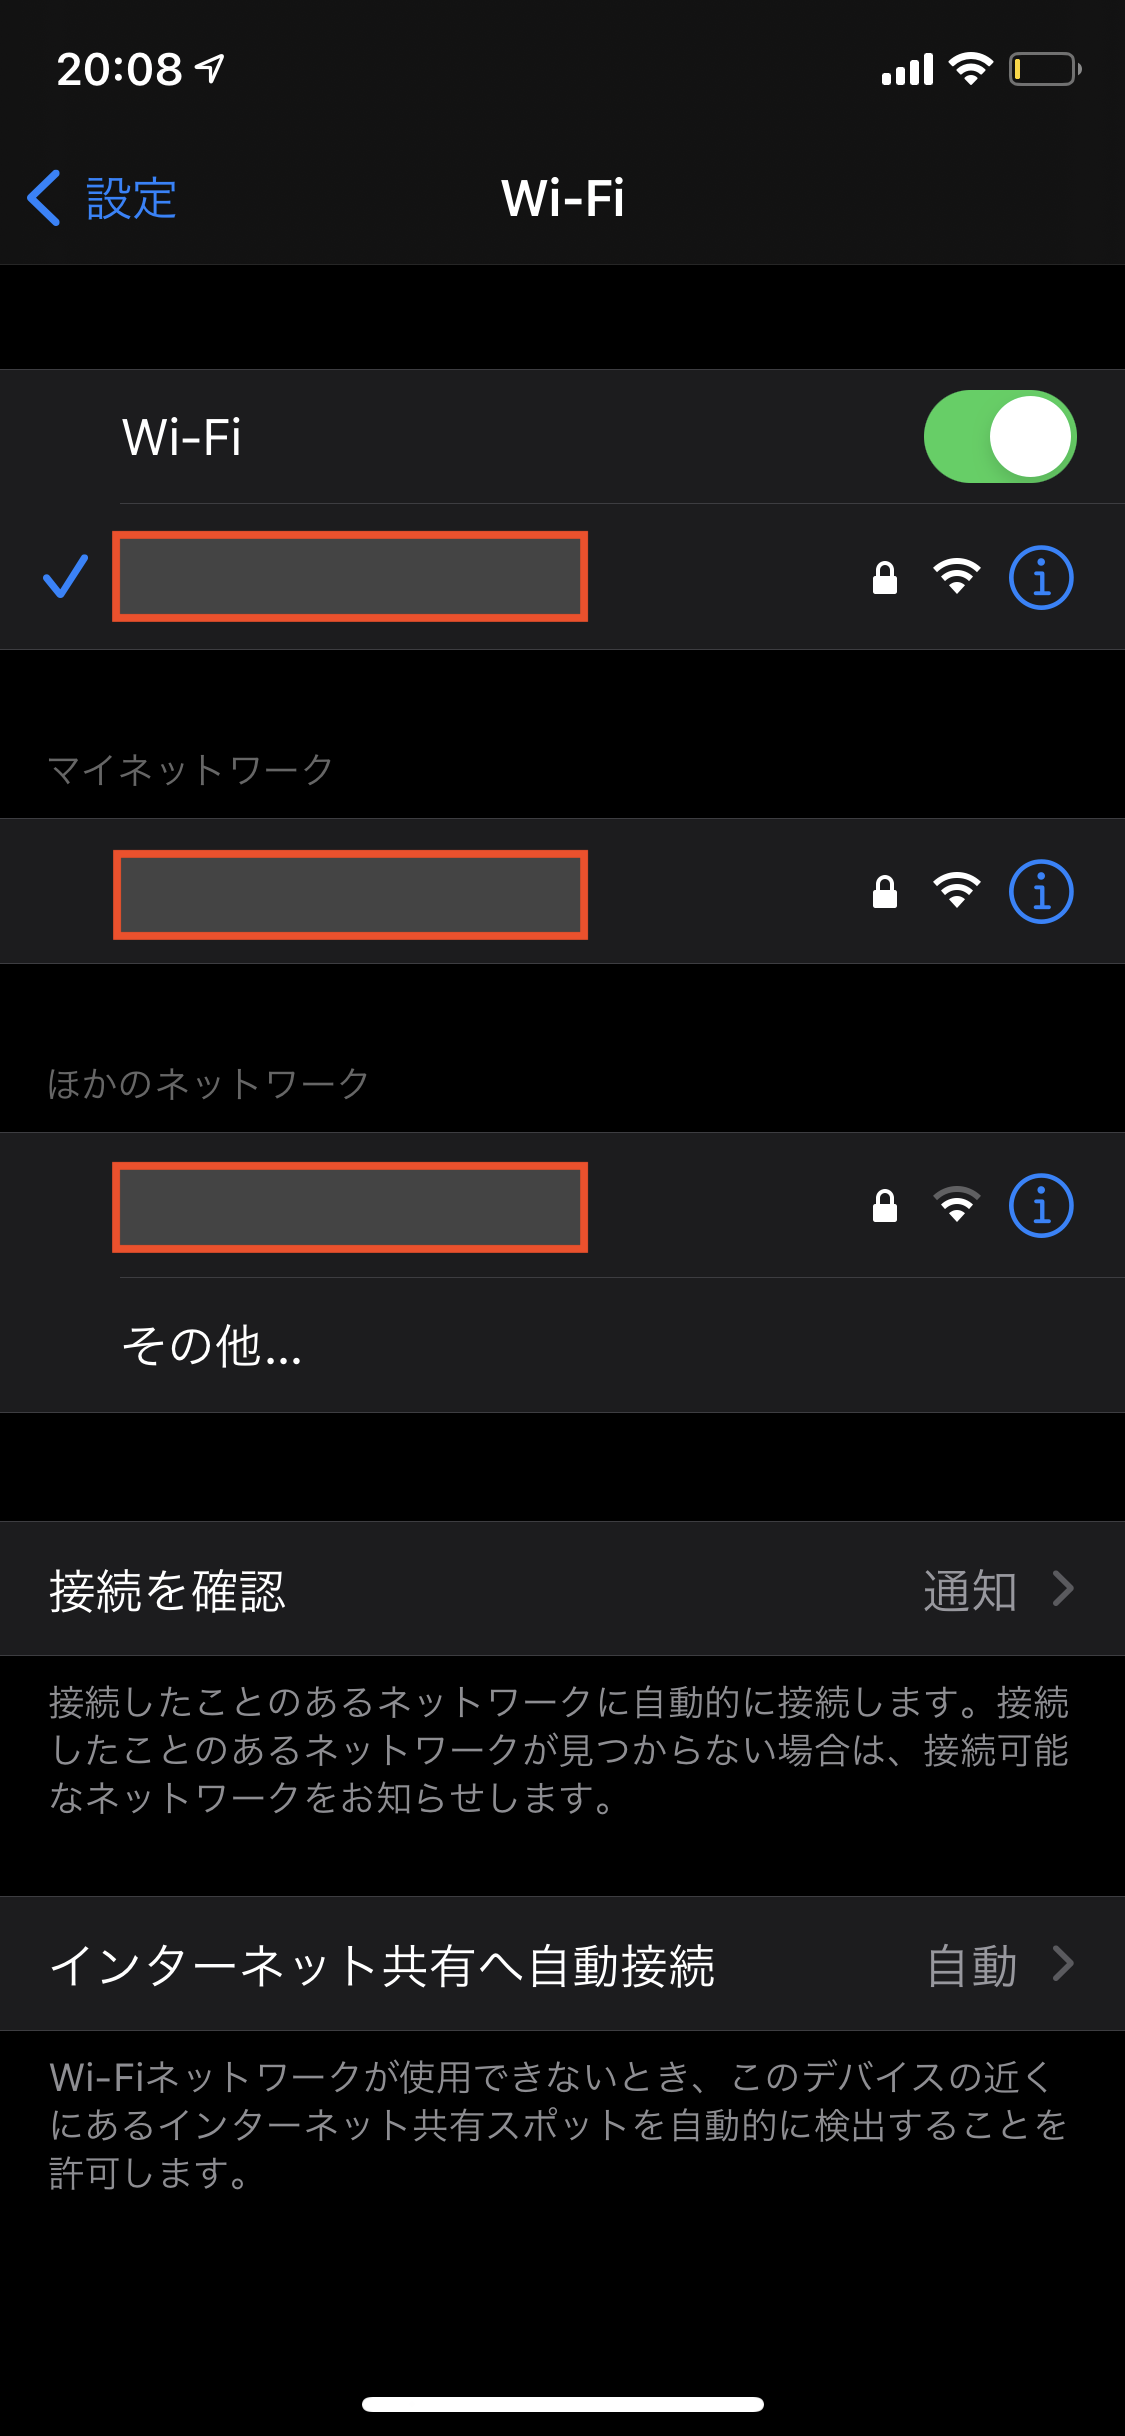 20:08
設定
Wi-Fi
Wi-Fi
マイネットワーク
ほかのネットワーク
その他...
接続を確認 通知
接続したことのあるネットワークに自動的に接続します。接続
したことのあるネットワークが見つからない場合は、接続可能
なネットワークをお知らせします。
インターネット共有へ自動接続 自動
Wi-Fiネットワークが使用できないとき、このデバイスの近く
にあるインターネット共有スポットを自動的に検出することを
許可します。